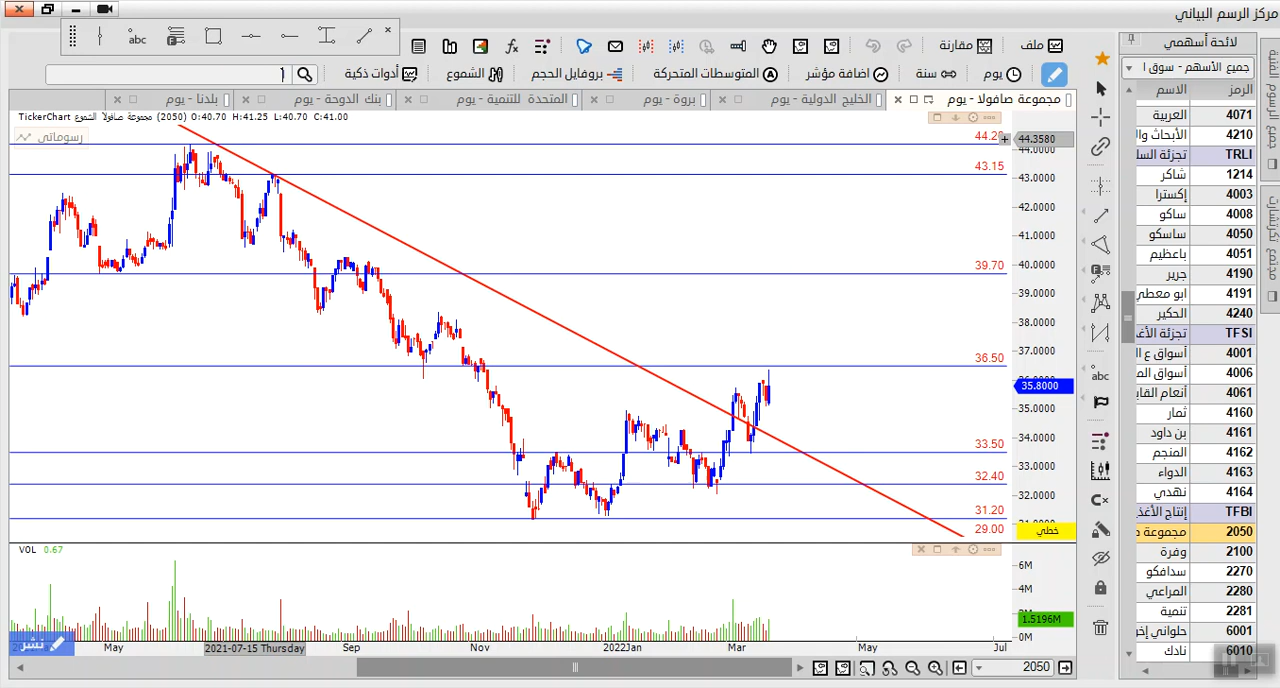 مركز الرسم البياني
ملف
مقارنة
abc
يوم
سنة
اضافة مؤشر
المتوسطات المتحركة
بروفايل الحجم
الشموع
أدوات ذكية
مجموعة صافولا - يوم
الخليج الدولية - يوم
بروة - يوم
المتحدة للتنمية - يوم
بنك الدوحة - يوم
بلدنا - يوم
TickerChart مجموعة صافولا (2050) O:40.70 H:41.25 L:40.70 C:41.00
رسوماتي
44.3580
43.15
39.70
36.50
33.50
32.40
31.20
29.00
44.0000
43.0000
42.0000
41.0000
40.0000
39.0000
38.0000
37.0000
35.8000
35.0000
34.0000
33.0000
32.0000
خطي
VOL 0.67
6M
4M
1.5196M
0M
نشر
May
2021-07-15 Thursday
Sep
Nov
2022Jan
Mar
May
Jul
2050
لائحة أسهمي
جميع الأسهم - سوق ا
الرمز الاسم
4071 العربية
4210 الأبحاث وال
TRLI تجزئة السل
1214 شاكر
4003 إكسترا
4008 ساكو
4050 ساسكو
4051 باعظيم
4190 جرير
4191 ابو معطي
4240 الحكير
TFSI تجزئة الأغذ
4001 أسواق ع ال
4006 أسواق الم
4061 أنعام القاب
4160 ثمار
4161 بن داود
4162 المنجم
4163 الدواء
4164 نهدي
TFBI إنتاج الأغذ
2050 مجموعة ص
2100 وفرة
2270 سدافكو
2280 المراعي
2281 تنمية
6001 حلواني إخو
6010 نادك
abc